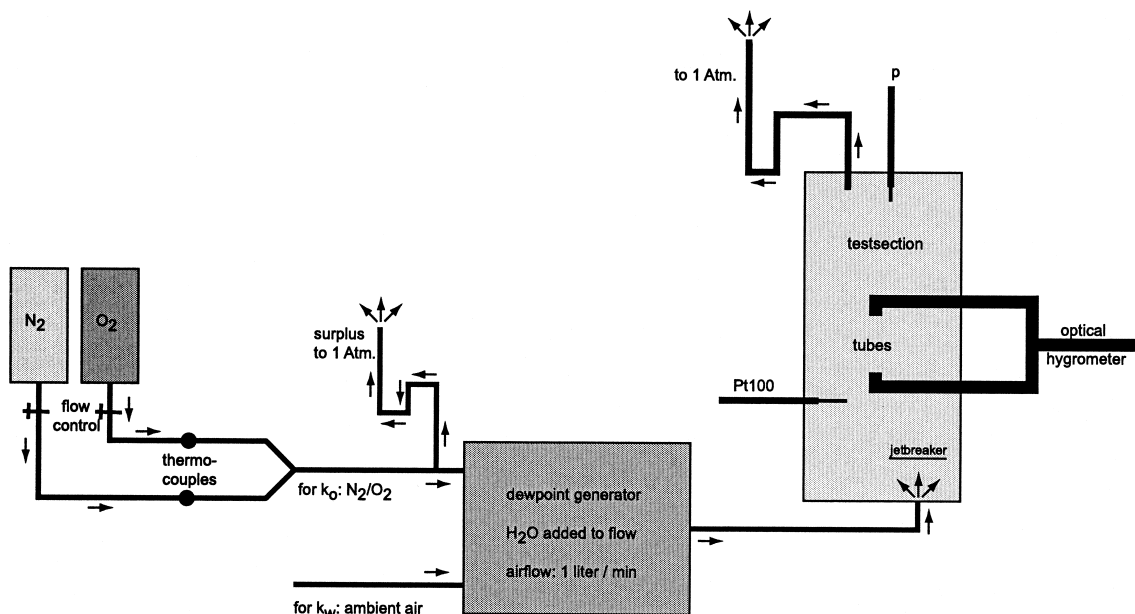 to 1 Atm.
p
testsection
N2
O2
surplus
to 1 Atm.
optical
hygrometer
tubes
Pt100
flow
control
thermo-
couples
jetbreaker
for ko: N2/O2
dewpoint generator
H2O added to flow
airflow: 1 liter / min
for kw: ambient air